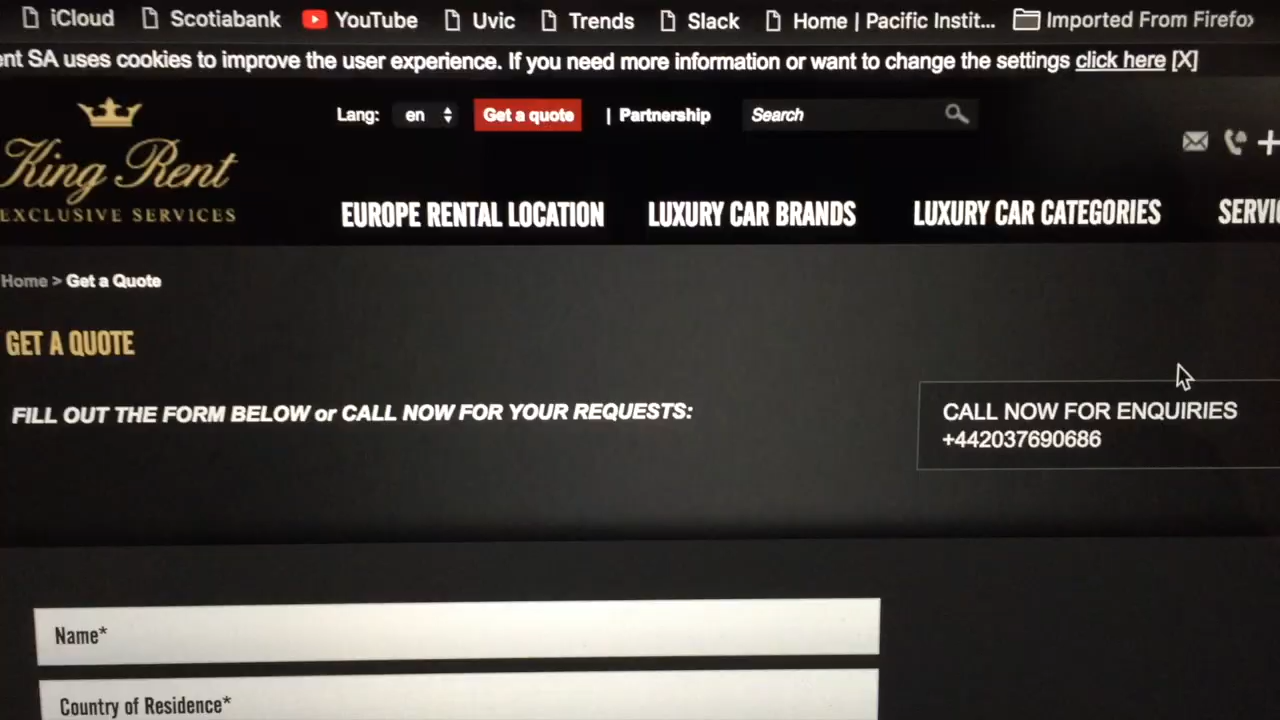 iCloud Scotiabank YouTube Uvic Trends Slack Home | Pacific Instit... Imported From Firefox
ent SA uses cookies to improve the user experience. If you need more information or want to change the settings click here [X]
Lang: en Get a quote | Partnership Search
King Rent
EXCLUSIVE SERVICES
EUROPE RENTAL LOCATION LUXURY CAR BRANDS LUXURY CAR CATEGORIES SERVI
Home > Get a Quote
GET A QUOTE
FILL OUT THE FORM BELOW or CALL NOW FOR YOUR REQUESTS:
CALL NOW FOR ENQUIRIES
+442037690686
Name*
Country of Residence*